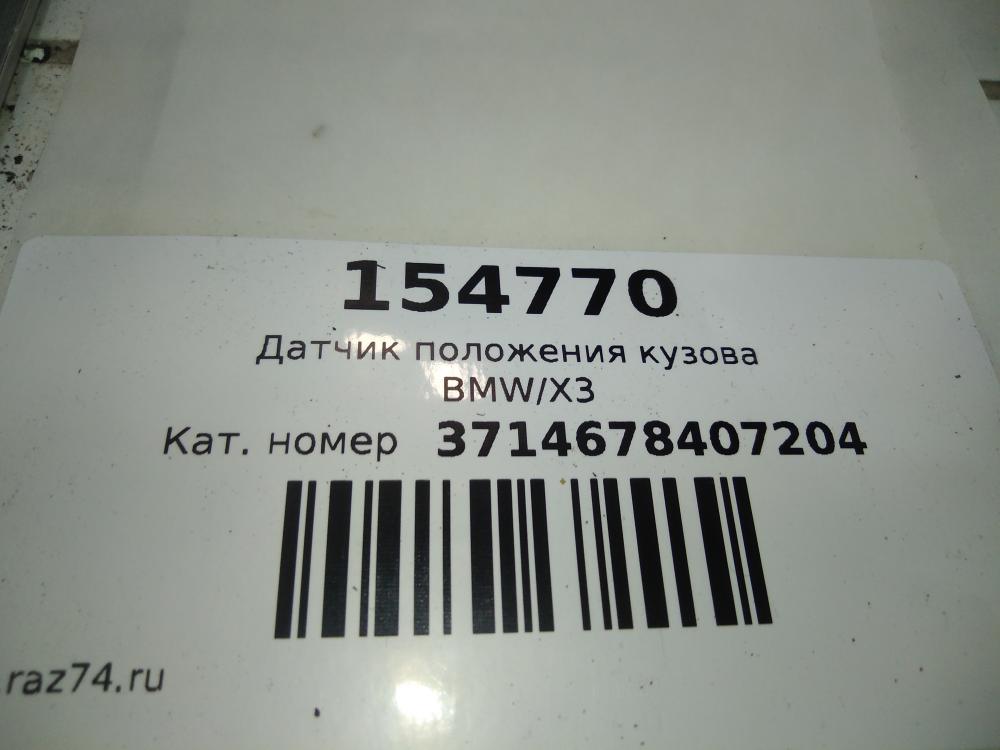 154770
Датчик положения кузова
BMW/X3
Кат. номер 3714678407204
.raz74.ru